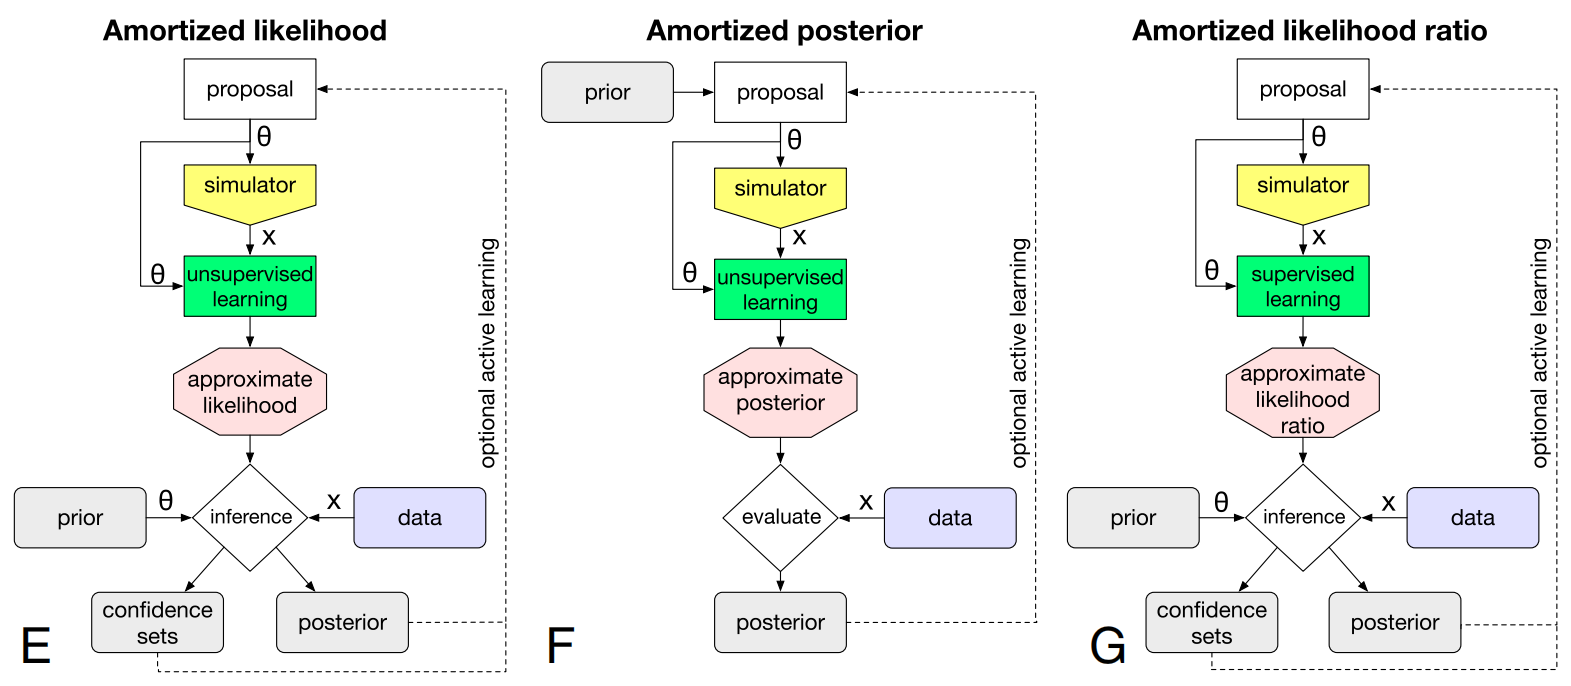 Amortized likelihood
proposal
θ
simulator
x
θ
unsupervised
learning
approximate
likelihood
prior
θ
inference
x
data
confidence
sets
posterior
optional active learning
E
Amortized posterior
prior
proposal
θ
simulator
x
θ
unsupervised
learning
approximate
posterior
evaluate
x
data
posterior
optional active learning
F
Amortized likelihood ratio
proposal
θ
simulator
x
θ
supervised
learning
approximate
likelihood
ratio
prior
θ
inference
x
data
confidence
sets
posterior
optional active learning
G